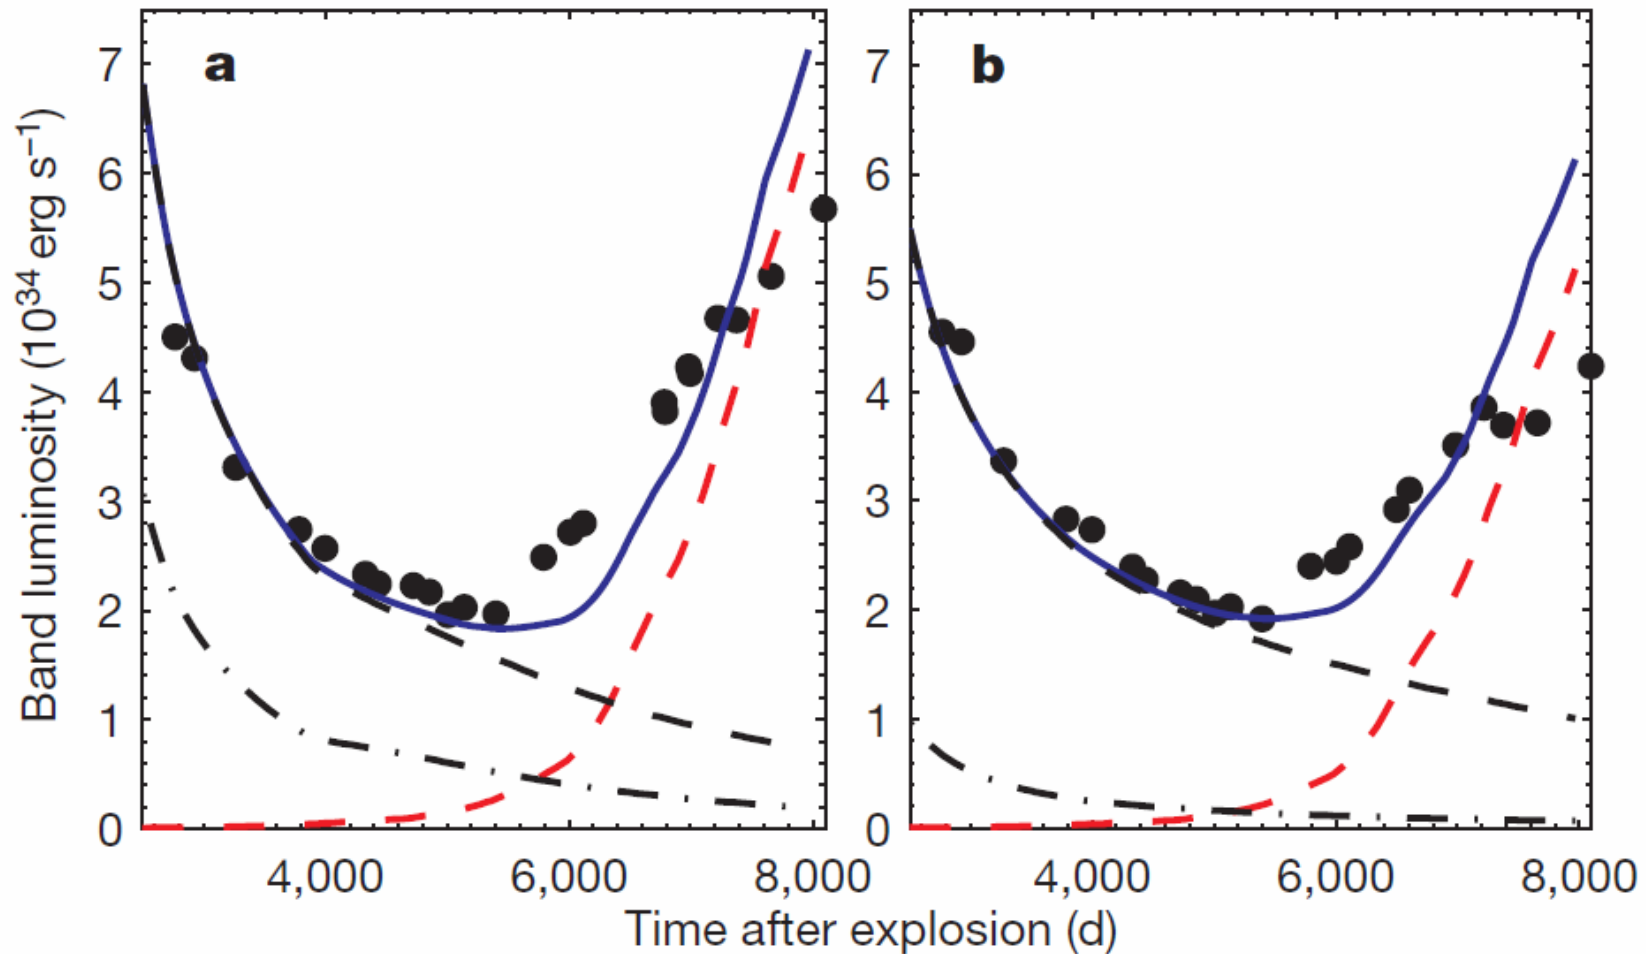 a
b
7
6
5
4
3
2
1
0
7
6
5
4
3
2
1
0
Band luminosity (10³⁴ erg s⁻¹)
4,000 6,000 8,000
4,000 6,000 8,000
Time after explosion (d)